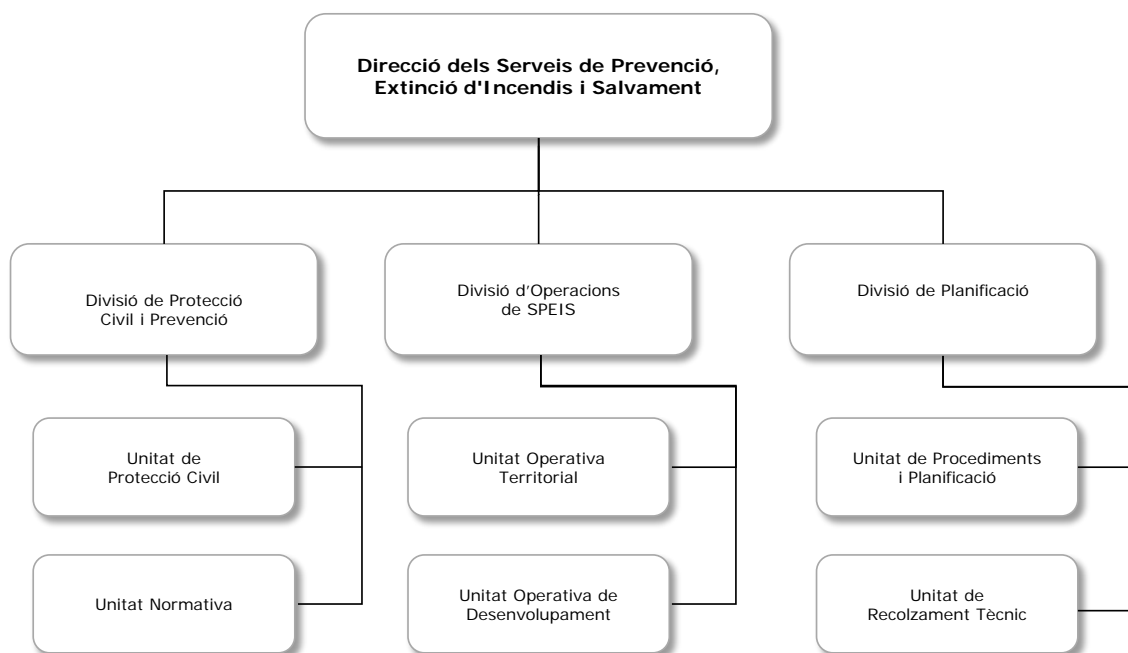 Direcció dels Serveis de Prevenció,
Extinció d'Incendis i Salvament
Divisió de Protecció
Civil i Prevenció
Divisió d’Operacions
de SPEIS
Divisió de Planificació
Unitat de
Protecció Civil
Unitat Operativa
Territorial
Unitat de Procediments
i Planificació
Unitat Normativa
Unitat Operativa de
Desenvolupament
Unitat de
Recolzament Tècnic